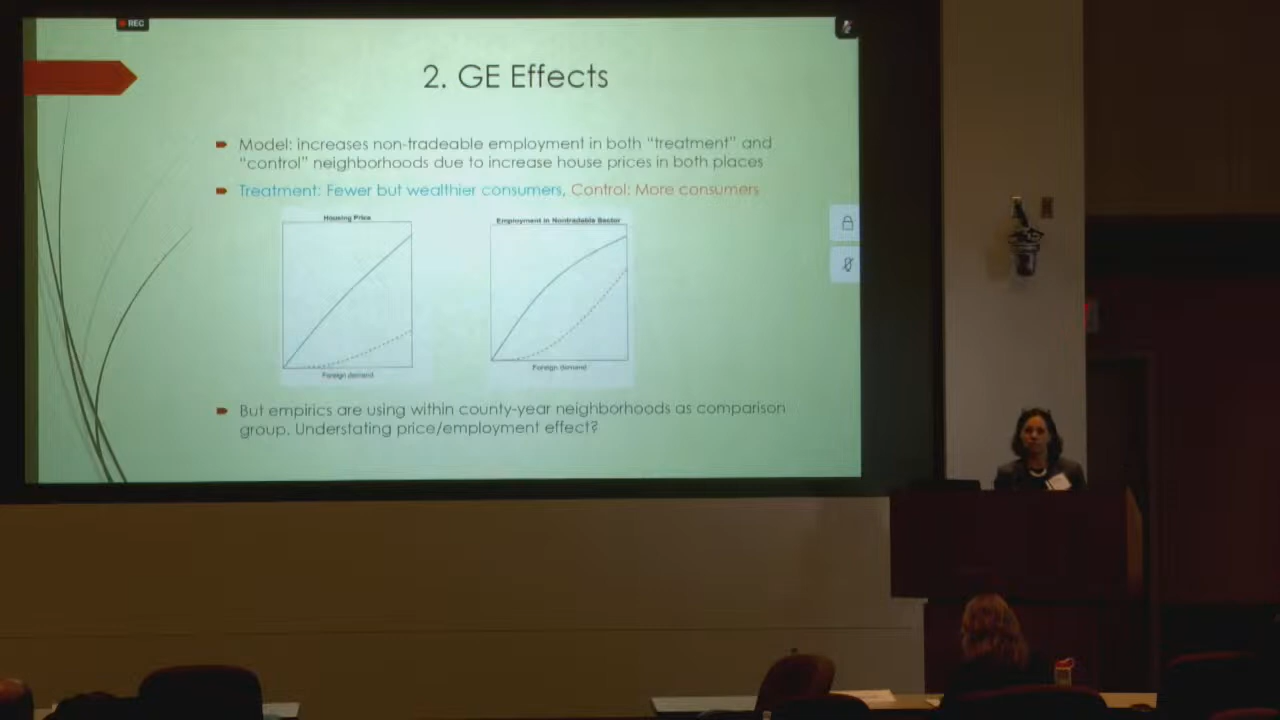 REC
2. GE Effects
Model: increases non-tradeable employment in both “treatment” and
“control” neighborhoods due to increase house prices in both places
Treatment: Fewer but wealthier consumers, Control: More consumers
Housing Price
Employment in Nontradable Sector
Foreign demand
Foreign demand
But empirics are using within county-year neighborhoods as comparison
group. Understating price/employment effect?